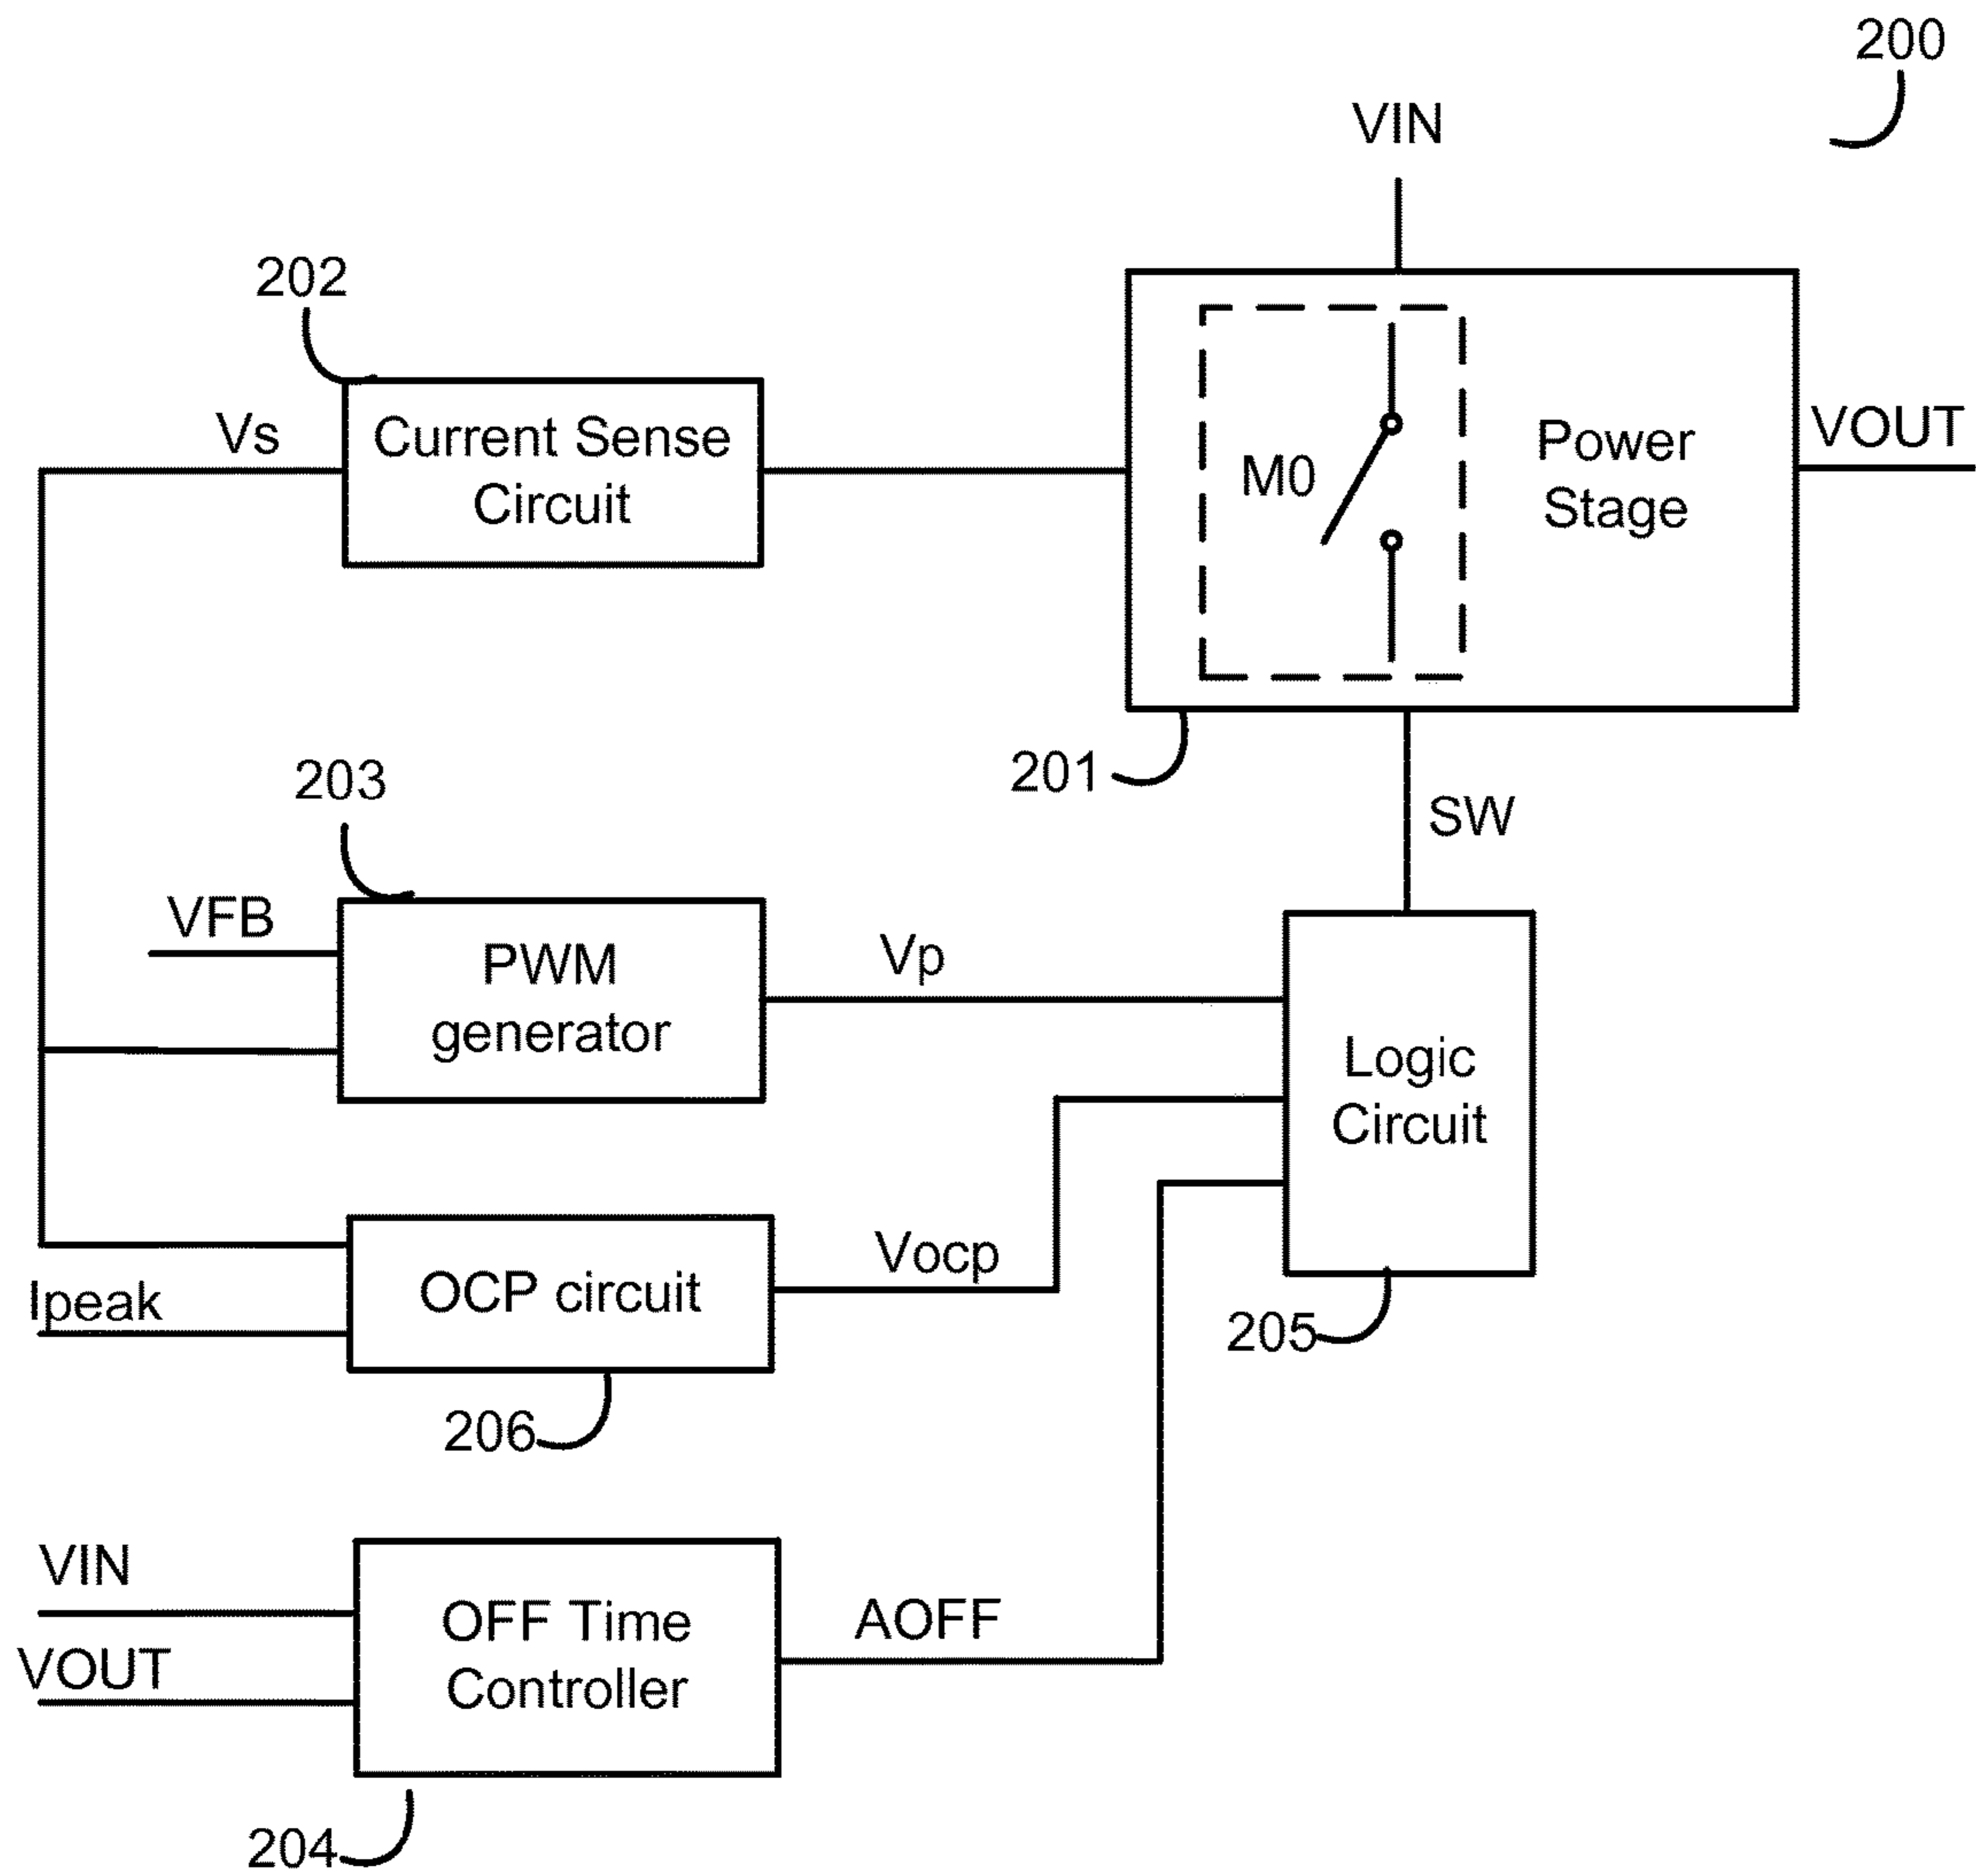 200
VIN
202
Vs
Current Sense
Circuit
M0
Power
Stage
VOUT
201
SW
203
VFB
PWM
generator
Vp
Logic
Circuit
205
Ipeak
OCP circuit
Vocp
206
VIN
VOUT
OFF Time
Controller
AOFF
204